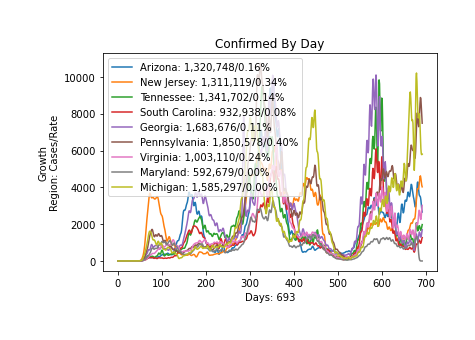 Confirmed By Day
Growth
Region: Cases/Rate
10000
8000
6000
4000
2000
0
Arizona: 1,320,748/0.16%
New Jersey: 1,311,119/0.34%
Tennessee: 1,341,702/0.14%
South Carolina: 932,938/0.08%
Georgia: 1,683,676/0.11%
Pennsylvania: 1,850,578/0.40%
Virginia: 1,003,110/0.24%
Maryland: 592,679/0.00%
Michigan: 1,585,297/0.00%
0 100 200 300 400 500 600 700
Days: 693